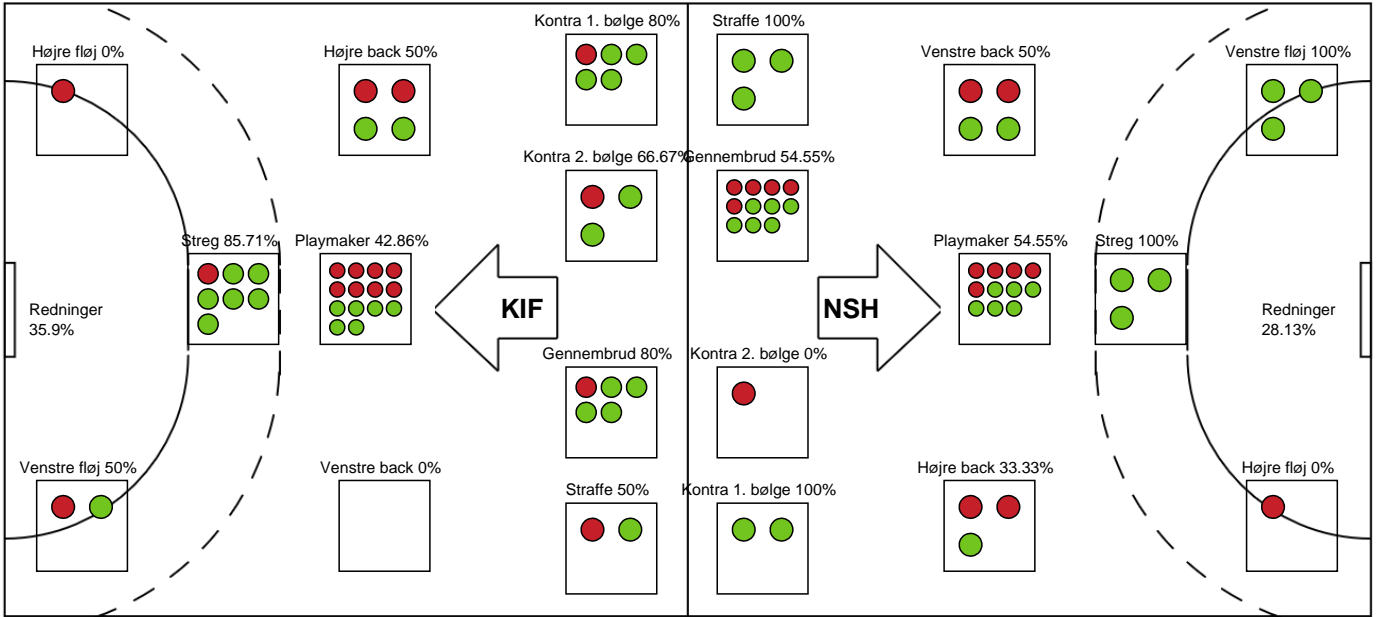 Kontra 1. bølge 80%
Straffe 100%
Højre fløj 0%
Højre back 50%
Venstre back 50%
Venstre fløj 100%
Kontra 2. bølge 66.67%
Gennembrud 54.55%
Streg 85.71%
Playmaker 42.86%
Playmaker 54.55%
Streg 100%
Redninger
35.9%
KIF
NSH
Redninger
28.13%
Gennembrud 80%
Kontra 2. bølge 0%
Venstre fløj 50%
Venstre back 0%
Højre back 33.33%
Højre fløj 0%
Straffe 50%
Kontra 1. bølge 100%